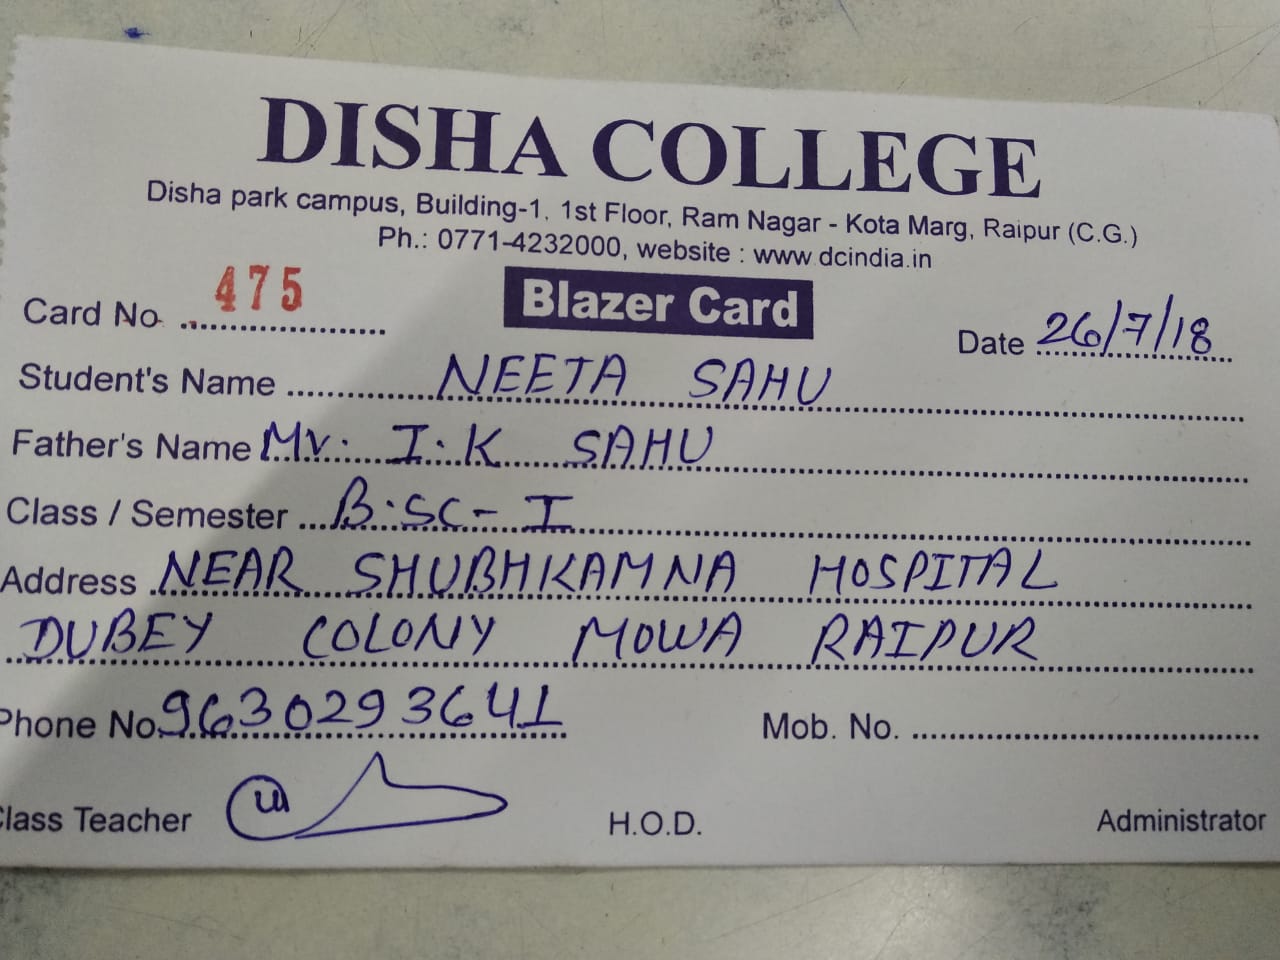 DISHA COLLEGE
Disha park campus, Building-1, 1st Floor, Ram Nagar - Kota Marg, Raipur (C.G.)
Ph.: 0771-4232000, website : www.dcindia.in
Card No. 475 Blazer Card Date 26/7/18
Student's Name NEETA SAHU
Father's Name Mr. I.K SAHU
Class / Semester B.SC- I
Address NEAR SHUBHKAMNA HOSPITAL
DUBEY COLONY MOWA RAIPUR
Phone No. 9630293641 Mob. No.
Class Teacher H.O.D. Administrator